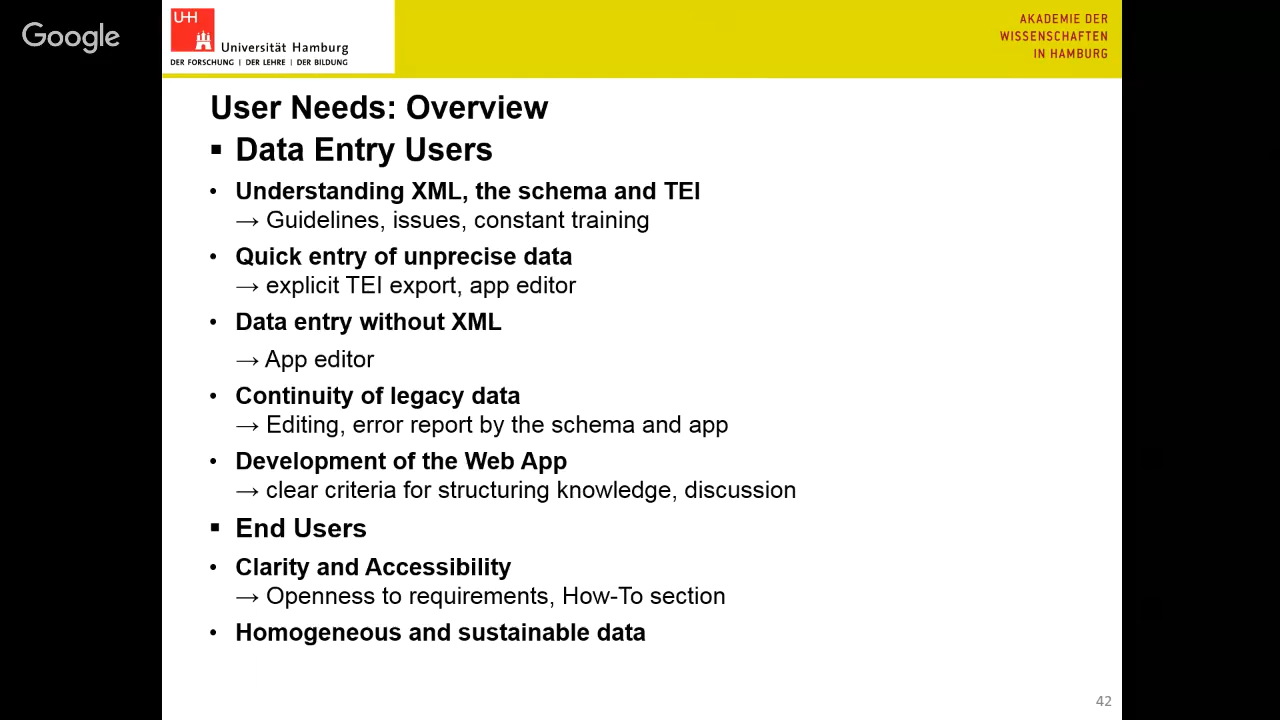 Google
UHH
Universität Hamburg
DER FORSCHUNG | DER LEHRE | DER BILDUNG
AKADEMIE DER
WISSENSCHAFTEN
IN HAMBURG
User Needs: Overview
▪ Data Entry Users
• Understanding XML, the schema and TEI
→ Guidelines, issues, constant training
• Quick entry of unprecise data
→ explicit TEI export, app editor
• Data entry without XML
→ App editor
• Continuity of legacy data
→ Editing, error report by the schema and app
• Development of the Web App
→ clear criteria for structuring knowledge, discussion
▪ End Users
• Clarity and Accessibility
→ Openness to requirements, How-To section
• Homogeneous and sustainable data
42